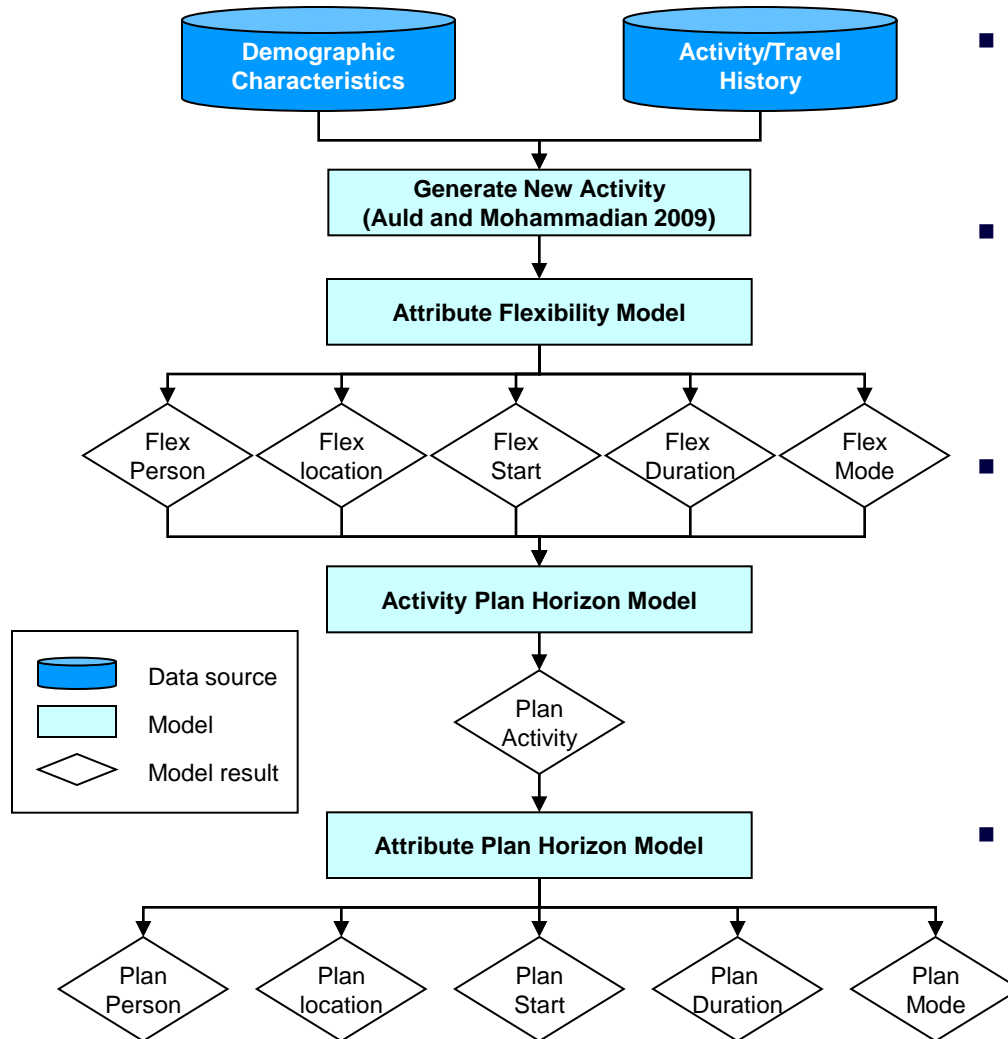 Demographic
Characteristics
Activity/Travel
History
Generate New Activity
(Auld and Mohammadian 2009)
Attribute Flexibility Model
Flex
Person
Flex
location
Flex
Start
Flex
Duration
Flex
Mode
Activity Plan Horizon Model
Data source
Model
Model result
Plan
Activity
Attribute Plan Horizon Model
Plan
Person
Plan
location
Plan
Start
Plan
Duration
Plan
Mode